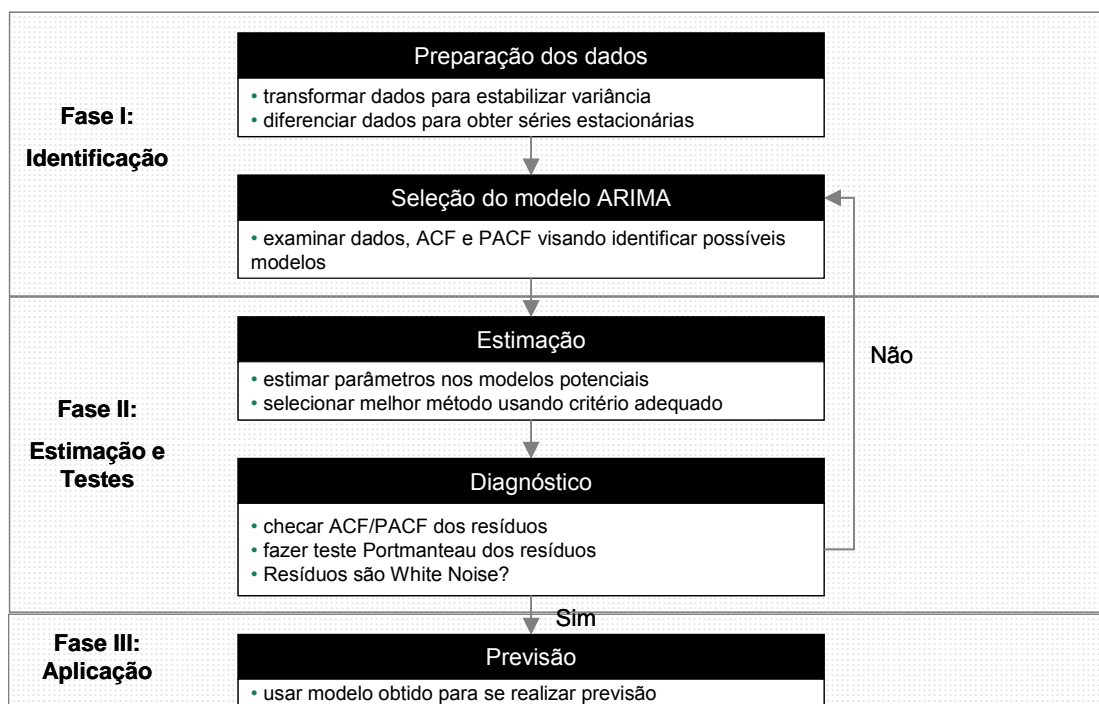 Preparação dos dados
• transformar dados para estabilizar variância
• diferenciar dados para obter séries estacionárias
Fase I:
Identificação
Seleção do modelo ARIMA
• examinar dados, ACF e PACF visando identificar possíveis
modelos
Estimação
• estimar parâmetros nos modelos potenciais
• selecionar melhor método usando critério adequado
Não
Fase II:
Estimação e
Testes
Diagnóstico
• checar ACF/PACF dos resíduos
• fazer teste Portmanteau dos resíduos
• Resíduos são White Noise?
Sim
Fase III:
Aplicação
Previsão
• usar modelo obtido para se realizar previsão